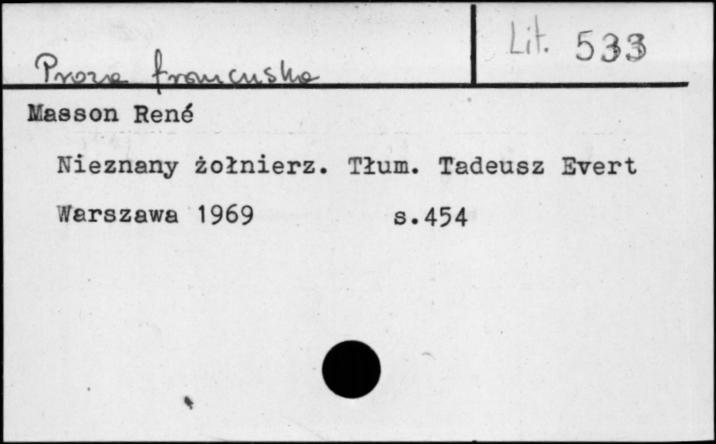 Lit. 533
Proza francuska
Masson René
Nieznany żołnierz. Tłum. Tadeusz Evert
Warszawa 1969 s.454